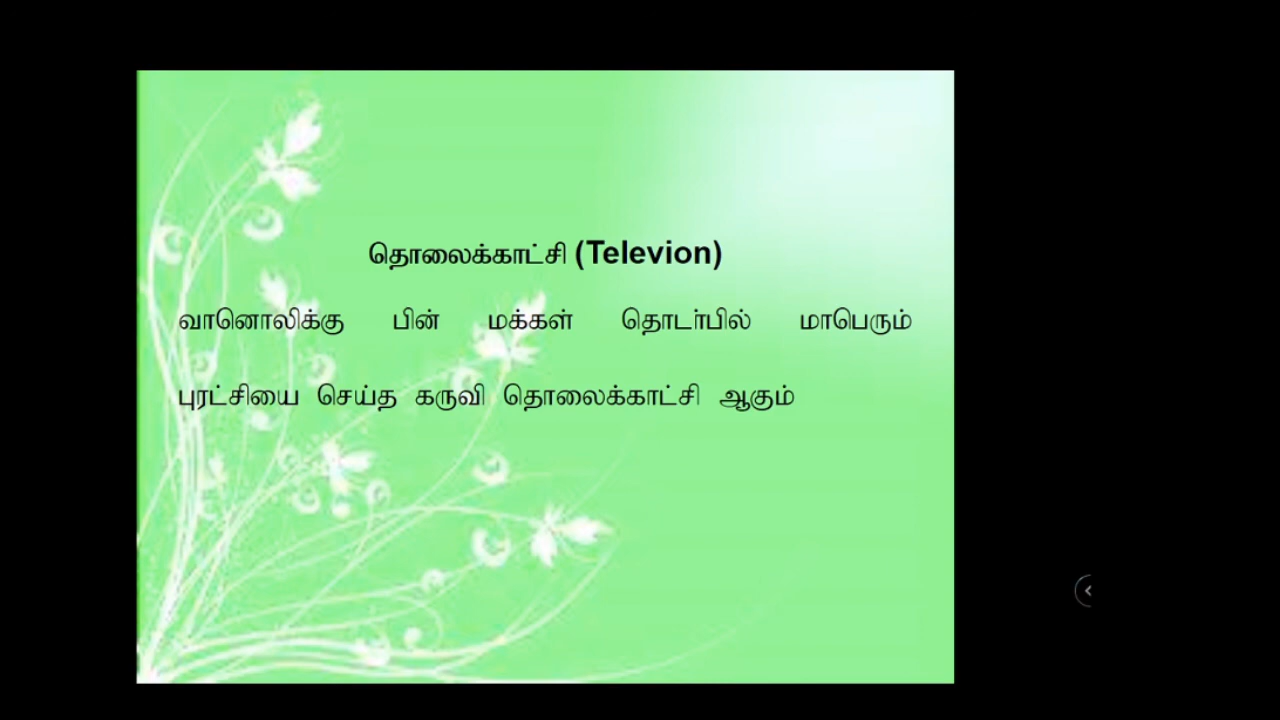 தொலைக்காட்சி (Televion)
வானொலிக்கு பின் மக்கள் தொடர்பில் மாபெரும்
புரட்சியை செய்த கருவி தொலைக்காட்சி ஆகும்